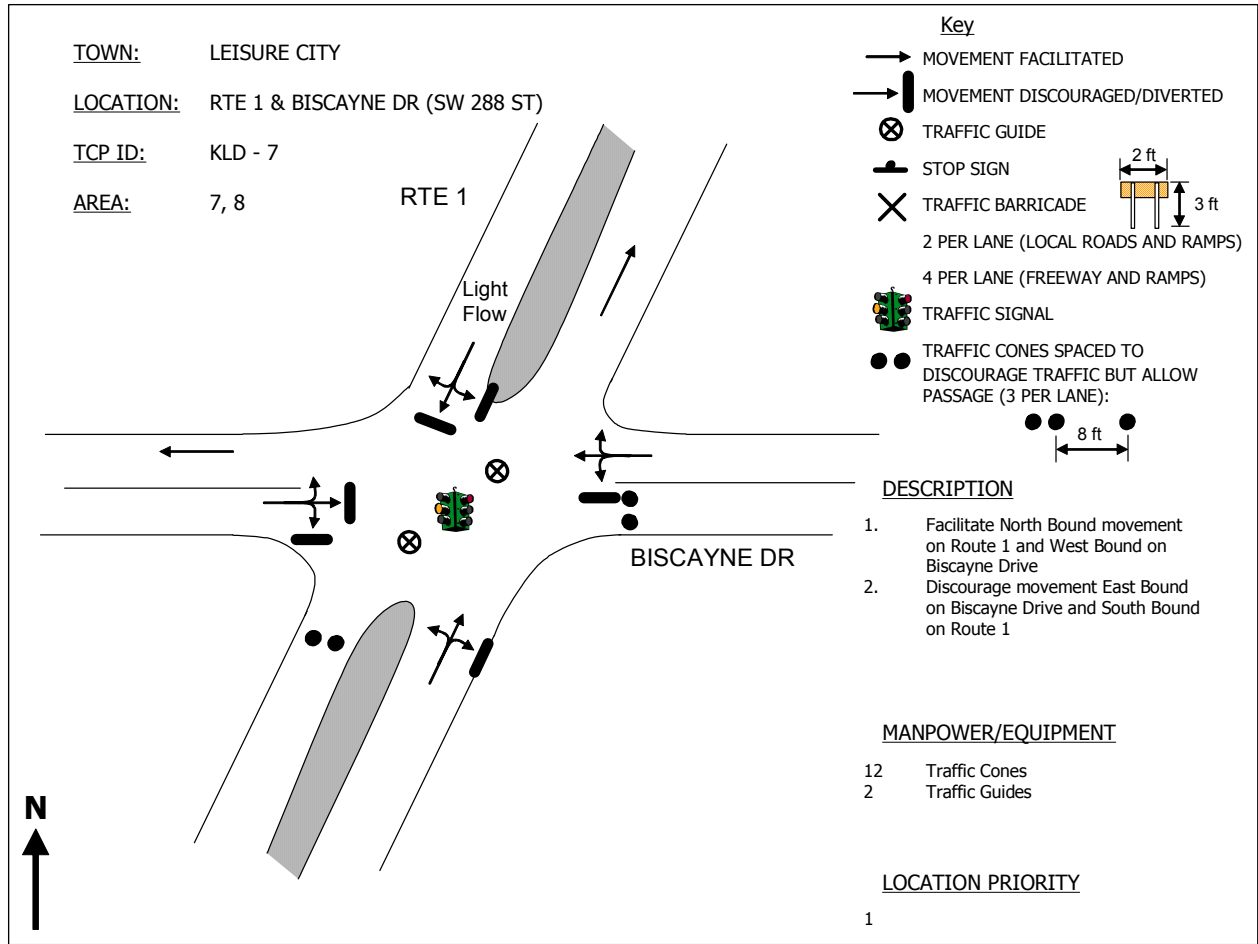 TOWN: LEISURE CITY
LOCATION: RTE 1 & BISCAYNE DR (SW 288 ST)
TCP ID: KLD - 7
AREA: 7, 8
RTE 1
Light
Flow
BISCAYNE DR
N
Key
MOVEMENT FACILITATED
MOVEMENT DISCOURAGED/DIVERTED
TRAFFIC GUIDE
STOP SIGN
2 ft
TRAFFIC BARRICADE
3 ft
2 PER LANE (LOCAL ROADS AND RAMPS)
4 PER LANE (FREEWAY AND RAMPS)
TRAFFIC SIGNAL
TRAFFIC CONES SPACED TO
DISCOURAGE TRAFFIC BUT ALLOW
PASSAGE (3 PER LANE):
8 ft
DESCRIPTION
1. Facilitate North Bound movement
on Route 1 and West Bound on
Biscayne Drive
2. Discourage movement East Bound
on Biscayne Drive and South Bound
on Route 1
MANPOWER/EQUIPMENT
12 Traffic Cones
2 Traffic Guides
LOCATION PRIORITY
1